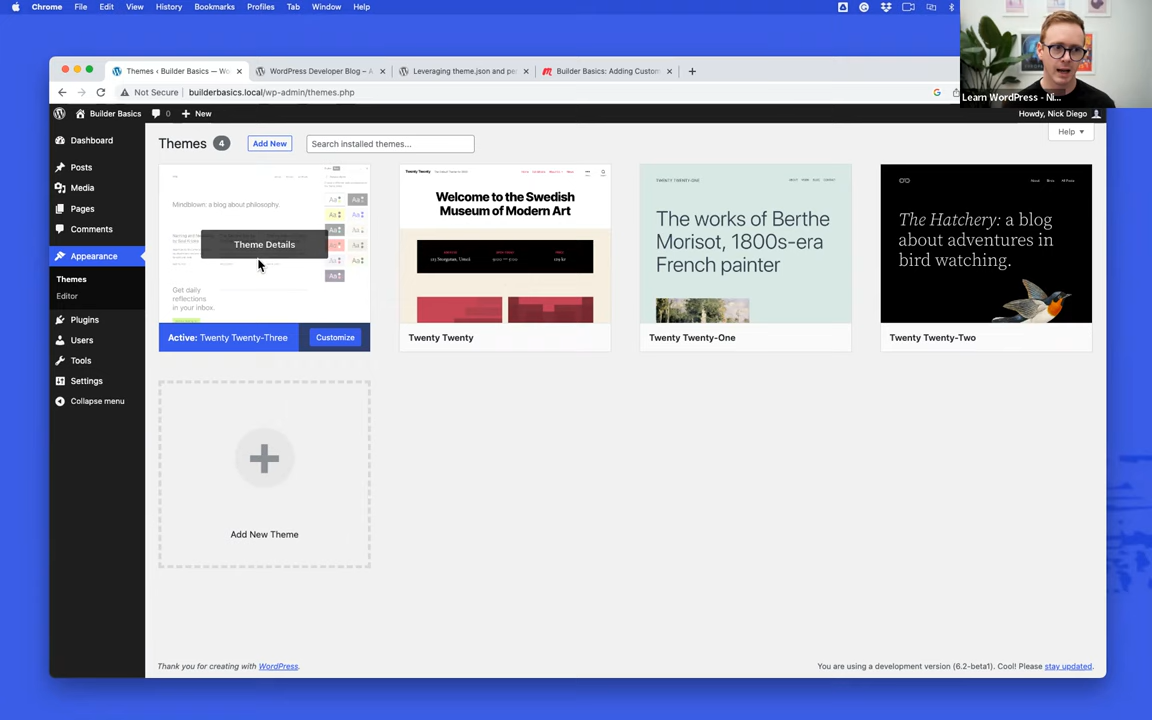 Chrome File Edit View History Bookmarks Profiles Tab Window Help
Themes ‹ Builder Basics — Wo
WordPress Developer Blog – A
Leveraging theme.json and pe
Builder Basics: Adding Custom
Not Secure builderbasics.local/wp-admin/themes.php
Learn WordPress - Ni...
Builder Basics 0 New
Howdy, Nick Diego
Help
Dashboard
Posts
Media
Pages
Comments
Appearance
Themes
Editor
Plugins
Users
Tools
Settings
Collapse menu
Themes 4 Add New Search installed themes...
Mindblown: a blog about philosophy.
Get daily
reflections
in your inbox.
Theme Details
Active: Twenty Twenty-Three Customize
Twenty Twenty
Welcome to the Swedish
Museum of Modern Art
Twenty Twenty
TWENTY TWENTY-ONE
The works of Berthe
Morisot, 1800s-era
French painter
Twenty Twenty-One
The Hatchery: a blog
about adventures in
bird watching.
Twenty Twenty-Two
Add New Theme
Thank you for creating with WordPress.
You are using a development version (6.2-beta1). Cool! Please stay updated.